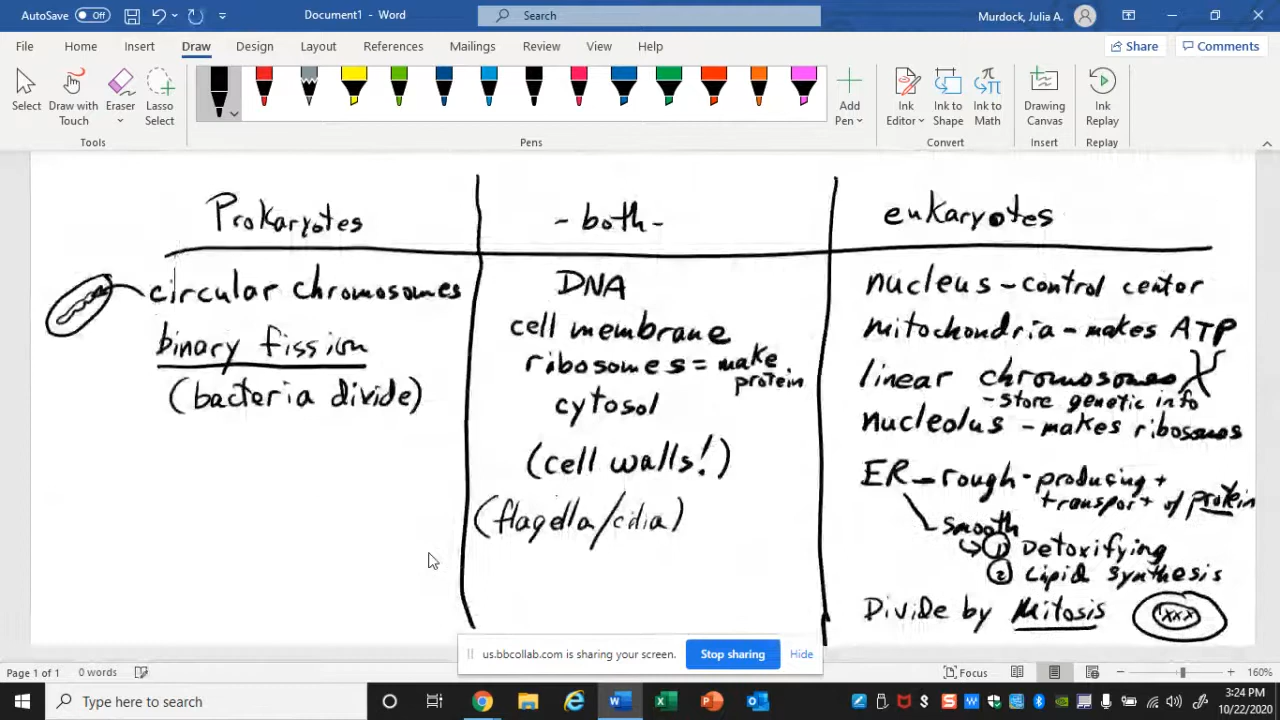 AutoSave Off Document1 - Word Search Murdock, Julia A.
File Home Insert Draw Design Layout References Mailings Review View Help Share Comments
Select Draw with Touch Eraser Lasso Select Add Pen Ink Editor Ink to Shape Ink to Math Drawing Canvas Ink Replay
Tools Pens Convert Insert Replay
Prokaryotes
circular chromosomes
binary fission
(bacteria divide)
-both-
DNA
cell membrane
ribosomes = make
protein
cytosol
(cell walls!)
(flagella/cilia)
eukaryotes
nucleus - control center
mitochondria - makes ATP
linear chromosomes
- store genetic info
nucleolus - makes ribosomes
ER - rough - producing +
transport of protein
smooth
1 Detoxifying
2 Lipid synthesis
Divide by Mitosis
xxx
us.bbcollab.com is sharing your screen. Stop sharing Hide
Page 1 of 1 0 words Focus 160%
Type here to search
3:24 PM
10/22/2020